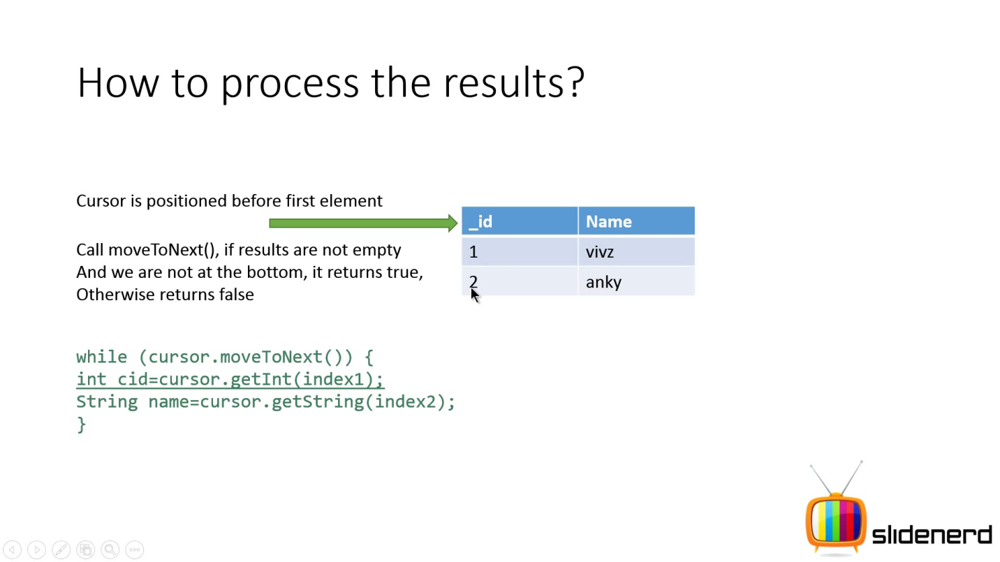 How to process the results?
Cursor is positioned before first element
_id Name
Call moveToNext(), if results are not empty
And we are not at the bottom, it returns true,
Otherwise returns false
1 vivz
2 anky
while (cursor.moveToNext()) {
int cid=cursor.getInt(index1);
String name=cursor.getString(index2);
}
slidenerd